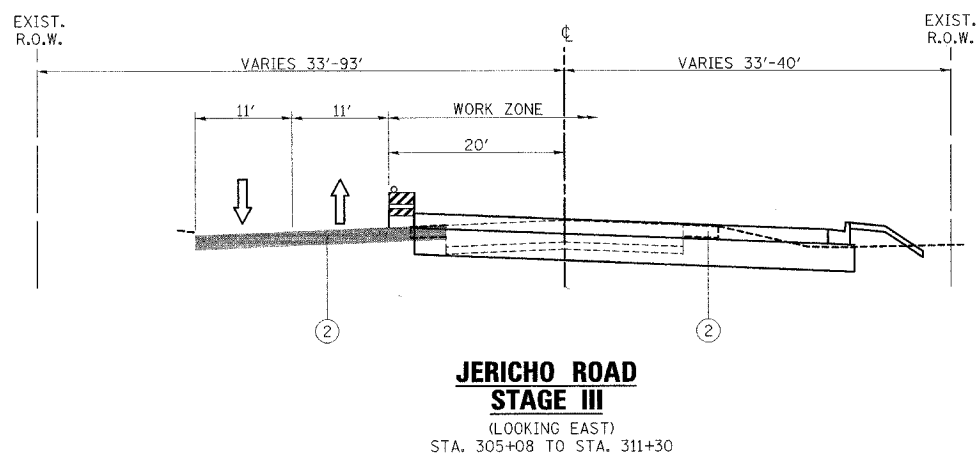 EXIST.
R.O.W.
EXIST.
R.O.W.
℄
VARIES 33'-93'
VARIES 33'-40'
11'
11'
WORK ZONE
20'
2
2
JERICHO ROAD
STAGE III
(LOOKING EAST)
STA. 305+08 TO STA. 311+30